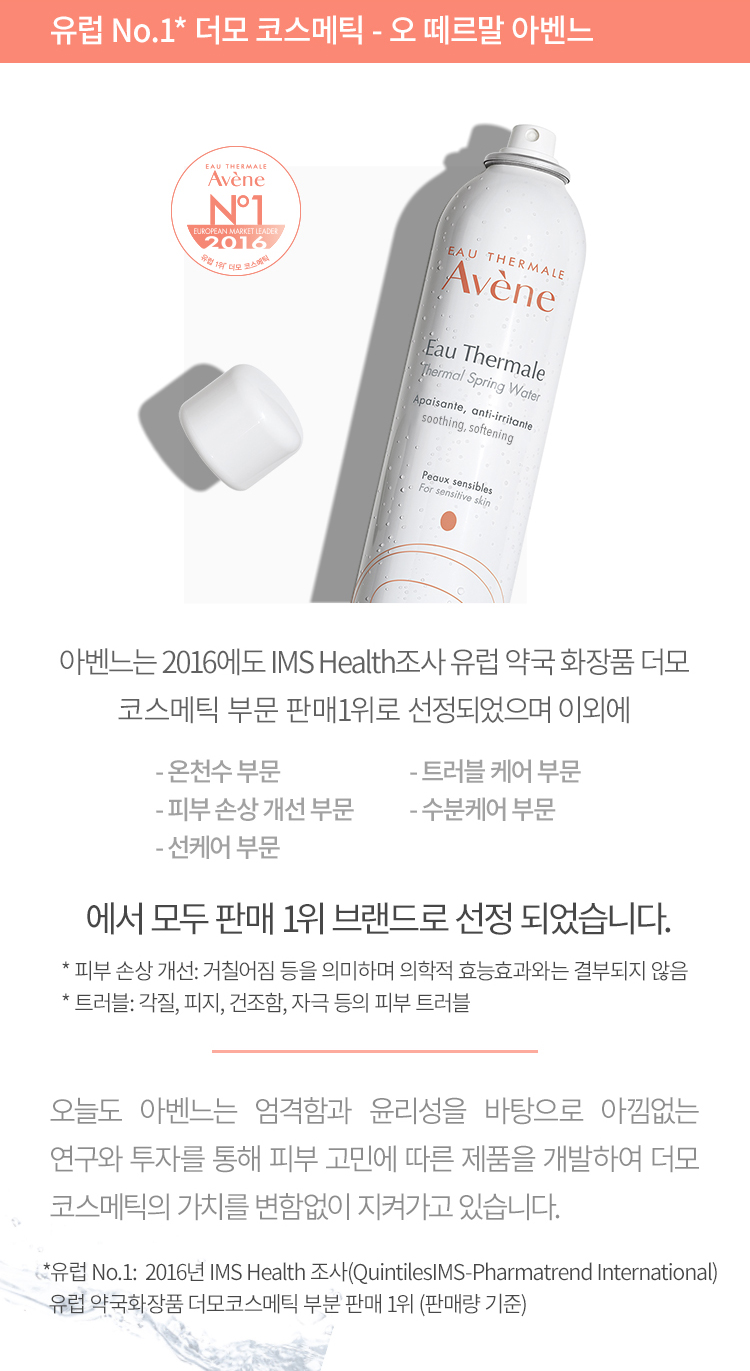 유럽 No.1* 더모 코스메틱 - 오 떼르말 아벤느
EAU THERMALE
Avène
Nº1
EUROPEAN MARKET LEADER
2016
유럽 1위* 더모 코스메틱
EAU THERMALE
Avène
Eau Thermale
Thermal Spring Water
Apaisante, anti-irritante
soothing, softening
Peaux sensibles
For sensitive skin
아벤느는 2016에도 IMS Health조사 유럽 약국 화장품 더모
코스메틱 부문 판매1위로 선정되었으며 이외에
- 온천수 부문
- 트러블 케어 부문
- 피부 손상 개선 부문
- 수분케어 부문
- 선케어 부문
에서 모두 판매 1위 브랜드로 선정 되었습니다.
* 피부 손상 개선: 거칠어짐 등을 의미하며 의학적 효능효과와는 결부되지 않음
* 트러블: 각질, 피지, 건조함, 자극 등의 피부 트러블
오늘도 아벤느는 엄격함과 윤리성을 바탕으로 아낌없는
연구와 투자를 통해 피부 고민에 따른 제품을 개발하여 더모
코스메틱의 가치를 변함없이 지켜가고 있습니다.
*유럽 No.1: 2016년 IMS Health 조사(QuintilesIMS-Pharmatrend International)
유럽 약국화장품 더모코스메틱 부분 판매 1위 (판매량 기준)